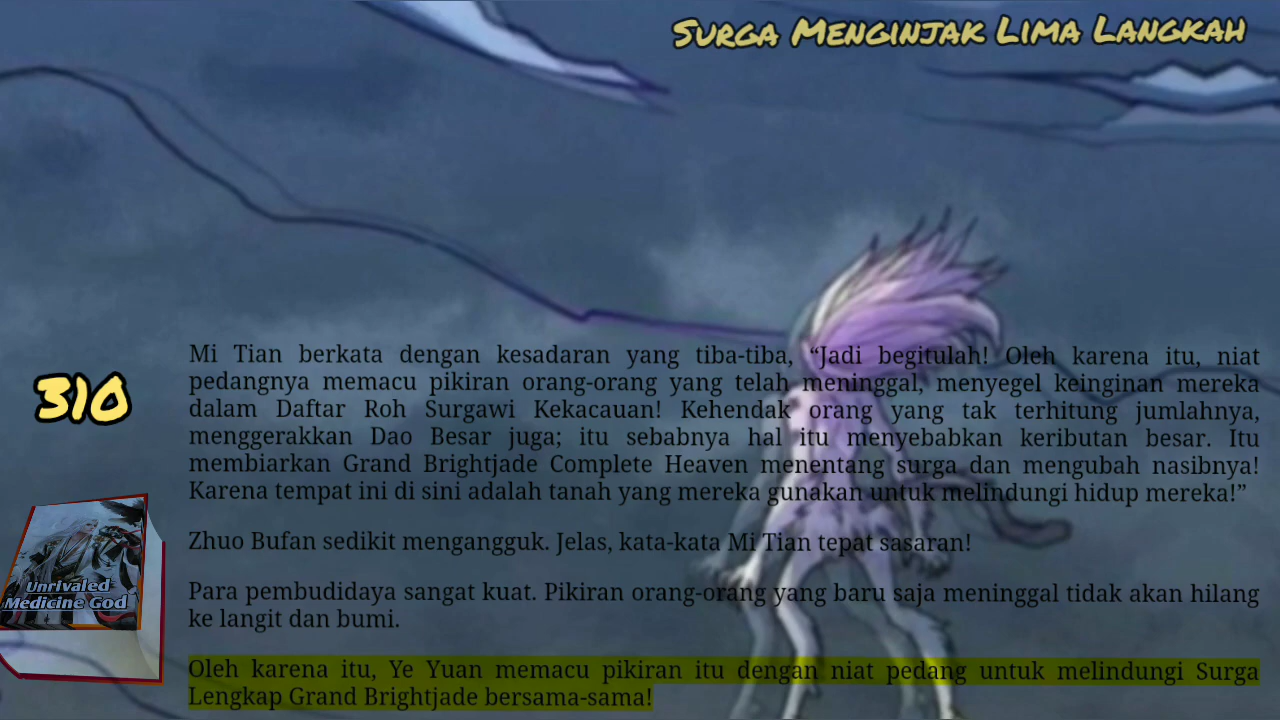 Surga Menginjak Lima Langkah
Mi Tian berkata dengan kesadaran yang tiba-tiba, “Jadi begitulah! Oleh karena itu, niat
pedangnya memacu pikiran orang-orang yang telah meninggal, menyegel keinginan mereka
dalam Daftar Roh Surgawi Kekacauan! Kehendak orang yang tak terhitung jumlahnya,
menggerakkan Dao Besar juga; itu sebabnya hal itu menyebabkan keributan besar. Itu
membiarkan Grand Brightjade Complete Heaven menentang surga dan mengubah nasibnya!
Karena tempat ini di sini adalah tanah yang mereka gunakan untuk melindungi hidup mereka!”
310
Zhuo Bufan sedikit mengangguk. Jelas, kata-kata Mi Tian tepat sasaran!
Para pembudidaya sangat kuat. Pikiran orang-orang yang baru saja meninggal tidak akan hilang
ke langit dan bumi.
Oleh karena itu, Ye Yuan memacu pikiran itu dengan niat pedang untuk melindungi Surga
Lengkap Grand Brightjade bersama-sama!
Unrivaled
Medicine God